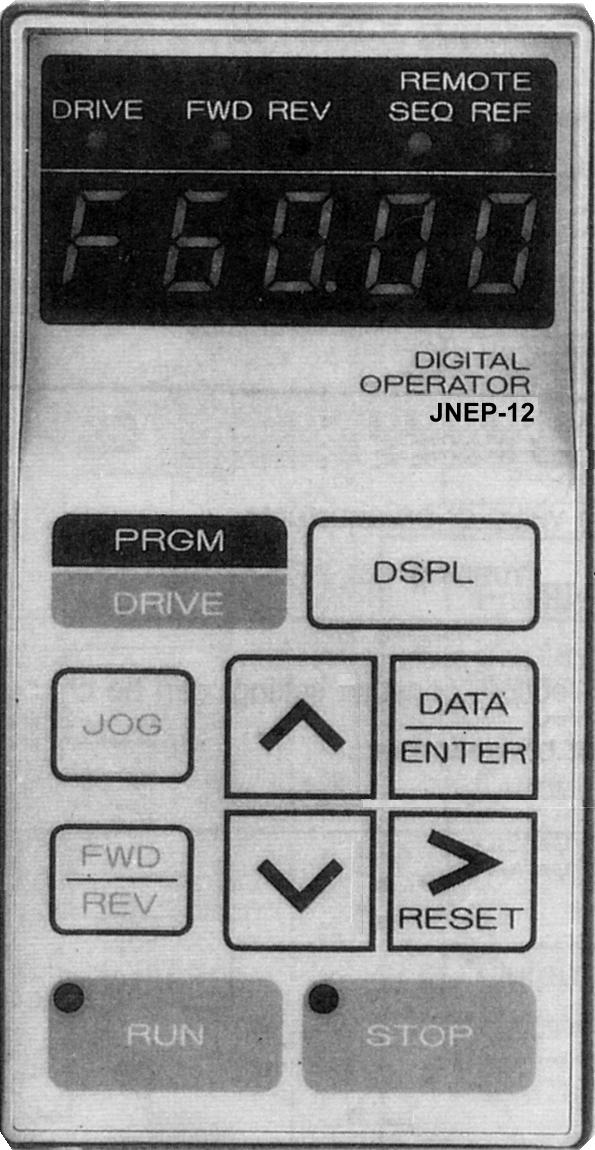 REMOTE
DRIVE FWD REV SEQ REF
F60.00
DIGITAL
OPERATOR
JNEP-12
PRGM
DRIVE
DSPL
JOG
DATA
ENTER
FWD
REV
>
RESET
RUN
STOP